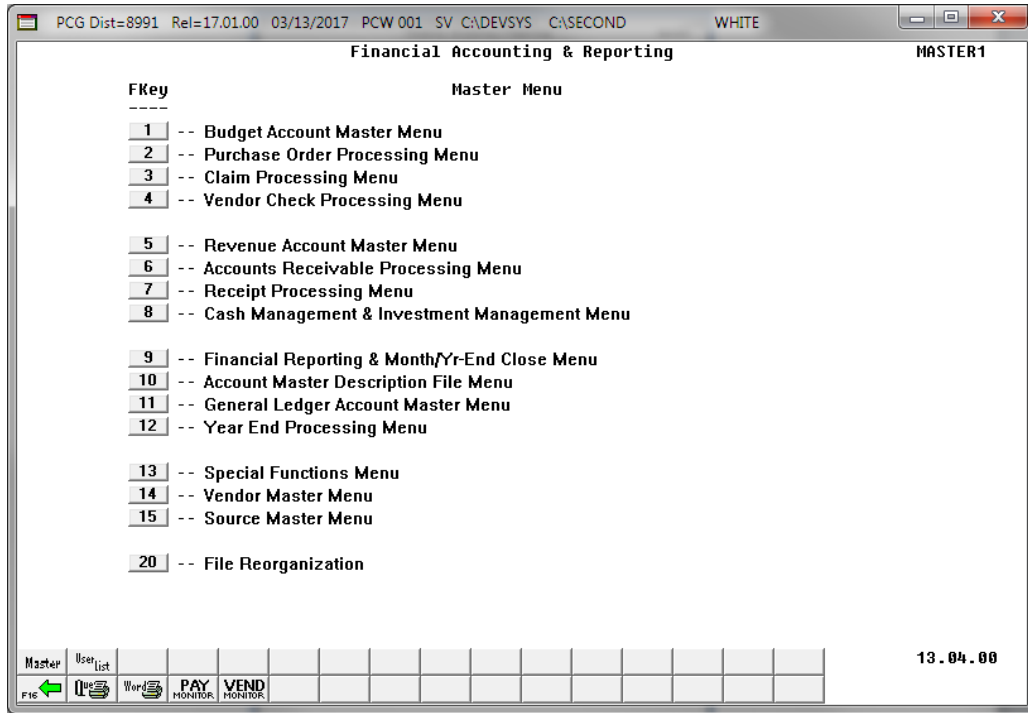 PCG Dist=8991 Rel=17.01.00 03/13/2017 PCW 001 SV C:\DEVSYS C:\SECOND WHITE
Financial Accounting & Reporting MASTER1
FKey Master Menu
----
1 -- Budget Account Master Menu
2 -- Purchase Order Processing Menu
3 -- Claim Processing Menu
4 -- Vendor Check Processing Menu
5 -- Revenue Account Master Menu
6 -- Accounts Receivable Processing Menu
7 -- Receipt Processing Menu
8 -- Cash Management & Investment Management Menu
9 -- Financial Reporting & Month/Yr-End Close Menu
10 -- Account Master Description File Menu
11 -- General Ledger Account Master Menu
12 -- Year End Processing Menu
13 -- Special Functions Menu
14 -- Vendor Master Menu
15 -- Source Master Menu
20 -- File Reorganization
Master User List 13.04.00
F16 Que Word PAY MONITOR VEND MONITOR